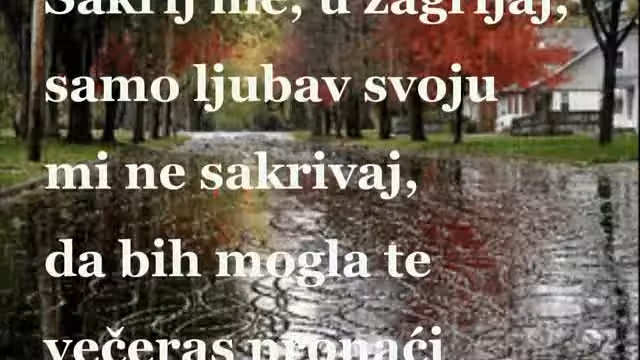 Sakrij me, u zagrljaj,
samo ljubav svoju
mi ne sakrivaj,
da bih mogla te
večeras pronaći